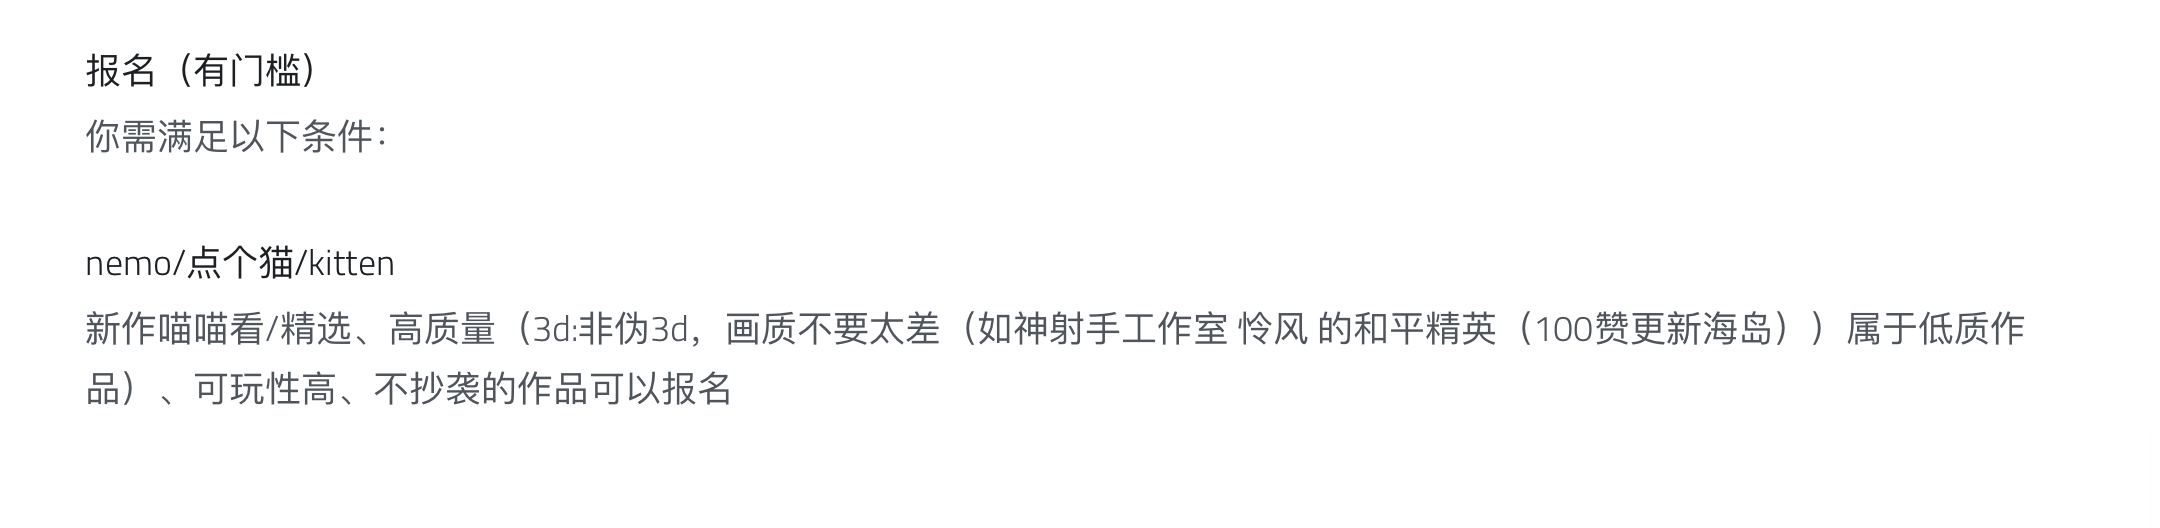 报名（有门槛）
你需满足以下条件：
nemo/点个猫/kitten
新作喵喵看/精选、高质量（3d:非伪3d，画质不要太差（如神射手工作室 怜风 的和平精英（100赞更新海岛））属于低质作
品）、可玩性高、不抄袭的作品可以报名